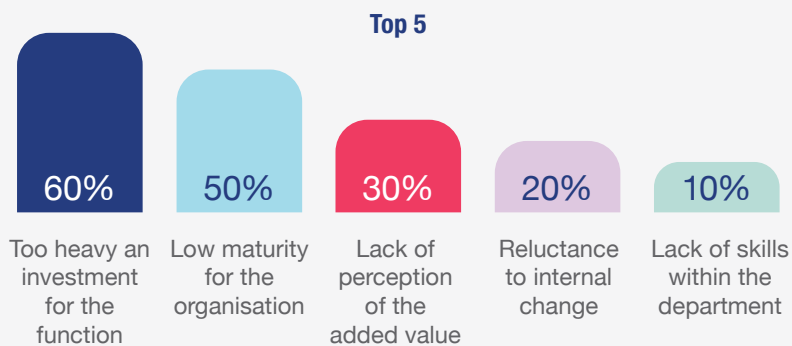 Top 5
60%
50%
30%
20%
10%
Too heavy an
investment
for the
function
Low maturity
for the
organisation
Lack of
perception
of the
added value
Reluctance
to internal
change
Lack of skills
within the
department